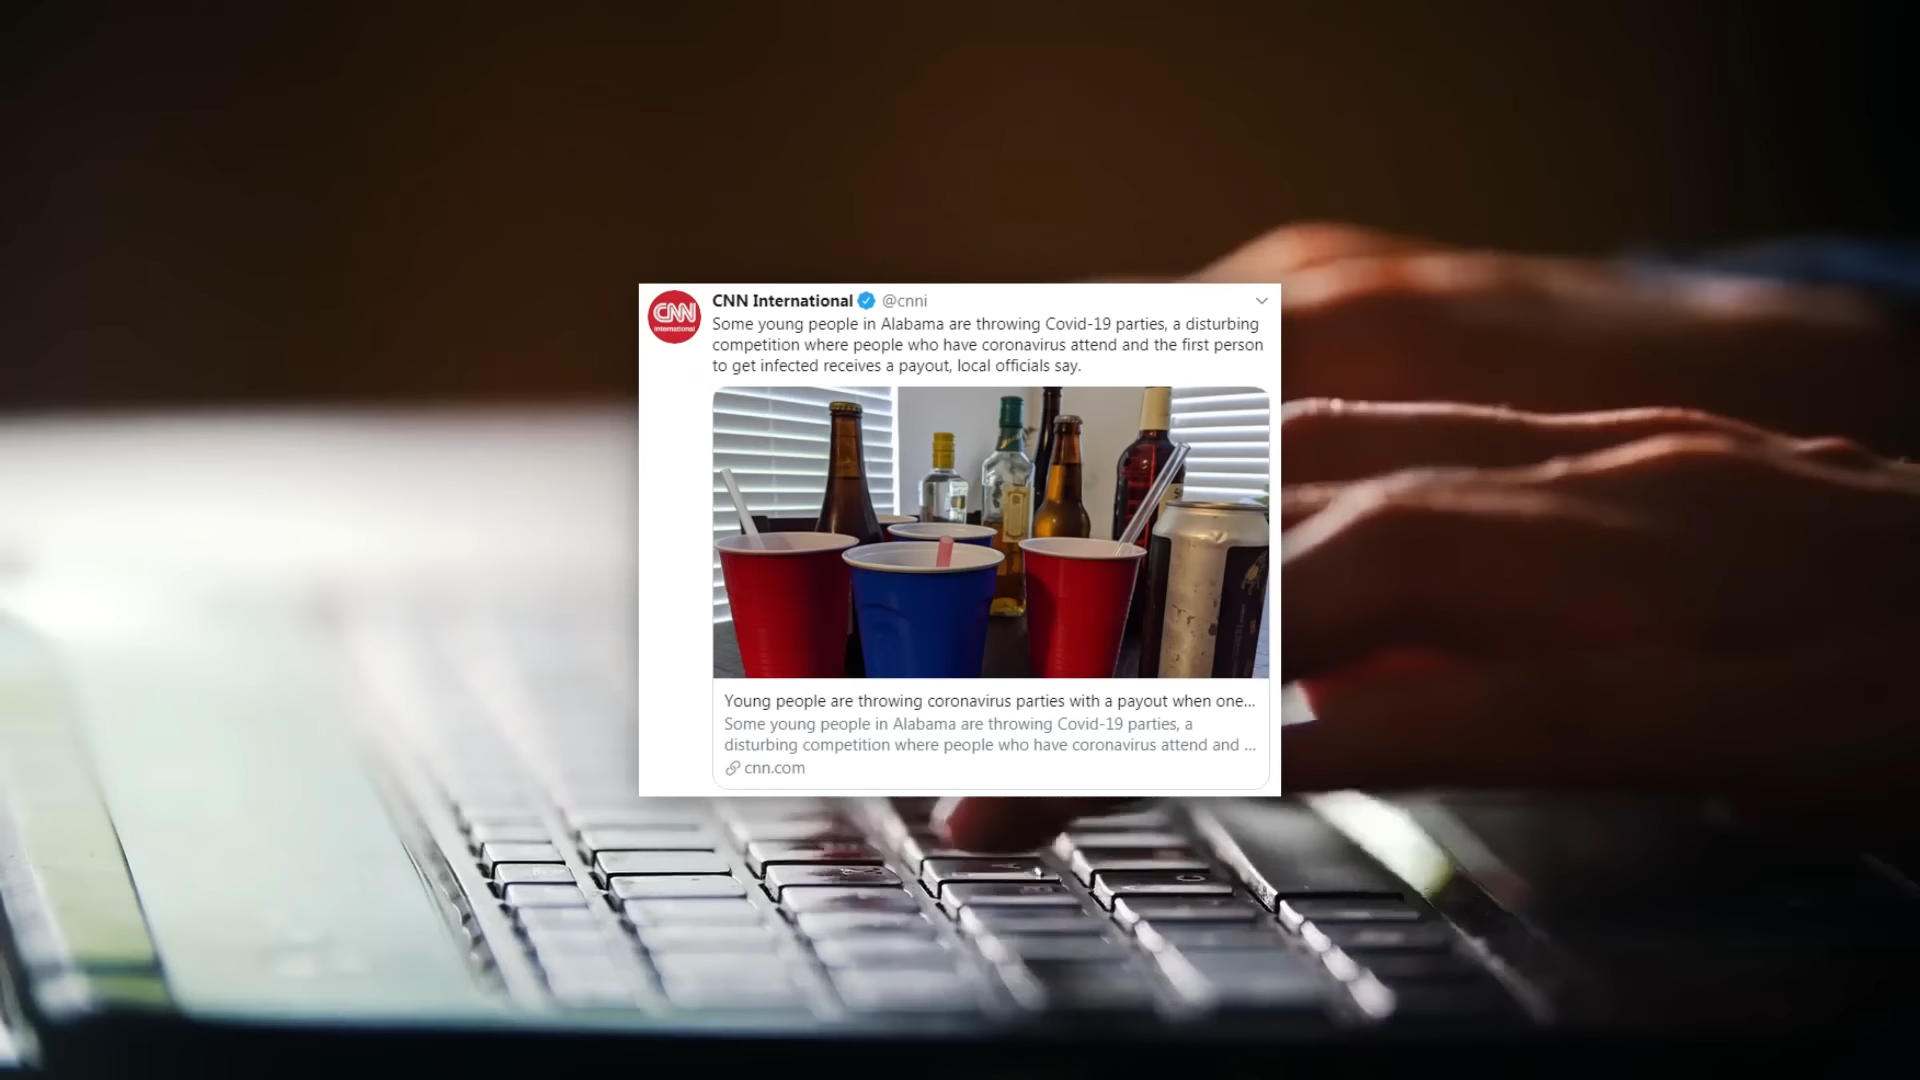 CNN
international
CNN International @cnni
Some young people in Alabama are throwing Covid-19 parties, a disturbing
competition where people who have coronavirus attend and the first person
to get infected receives a payout, local officials say.
Young people are throwing coronavirus parties with a payout when one...
Some young people in Alabama are throwing Covid-19 parties, a
disturbing competition where people who have coronavirus attend and ...
cnn.com